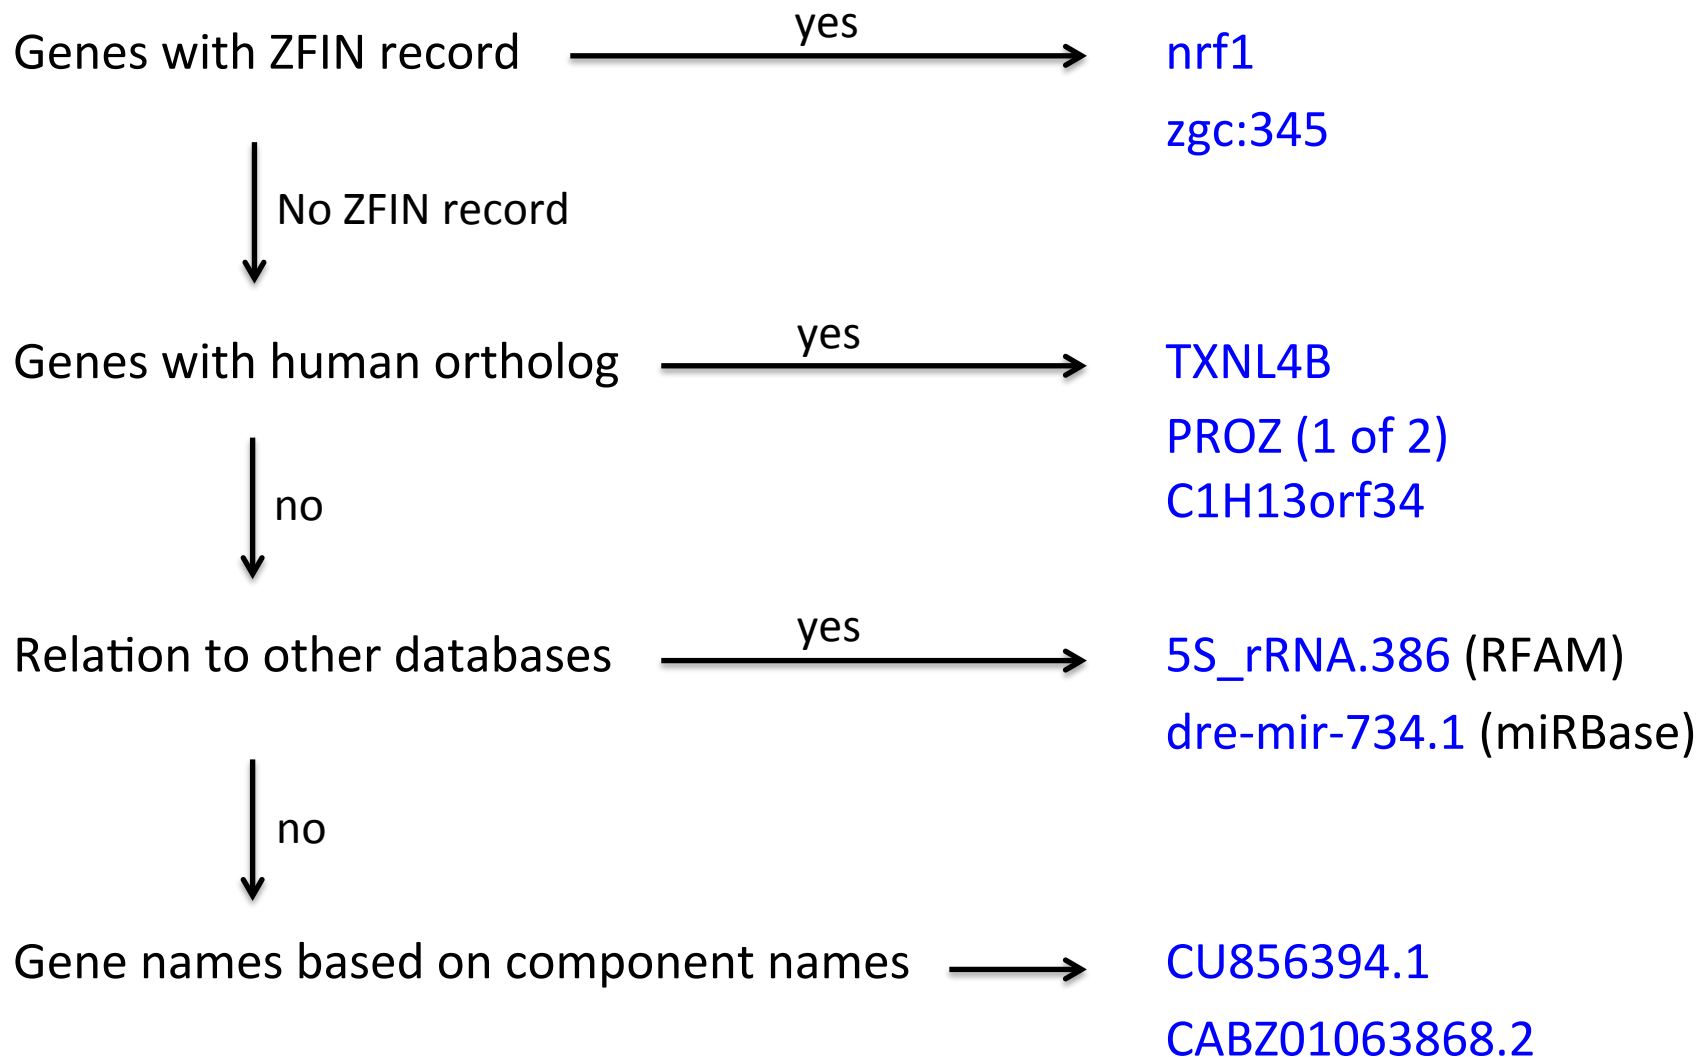 Genes with ZFIN record
yes
nrf1
zgc:345
No ZFIN record
Genes with human ortholog
yes
TXNL4B
PROZ (1 of 2)
C1H13orf34
no
Relation to other databases
yes
5S_rRNA.386 (RFAM)
dre-mir-734.1 (miRBase)
no
Gene names based on component names
CU856394.1
CABZ01063868.2